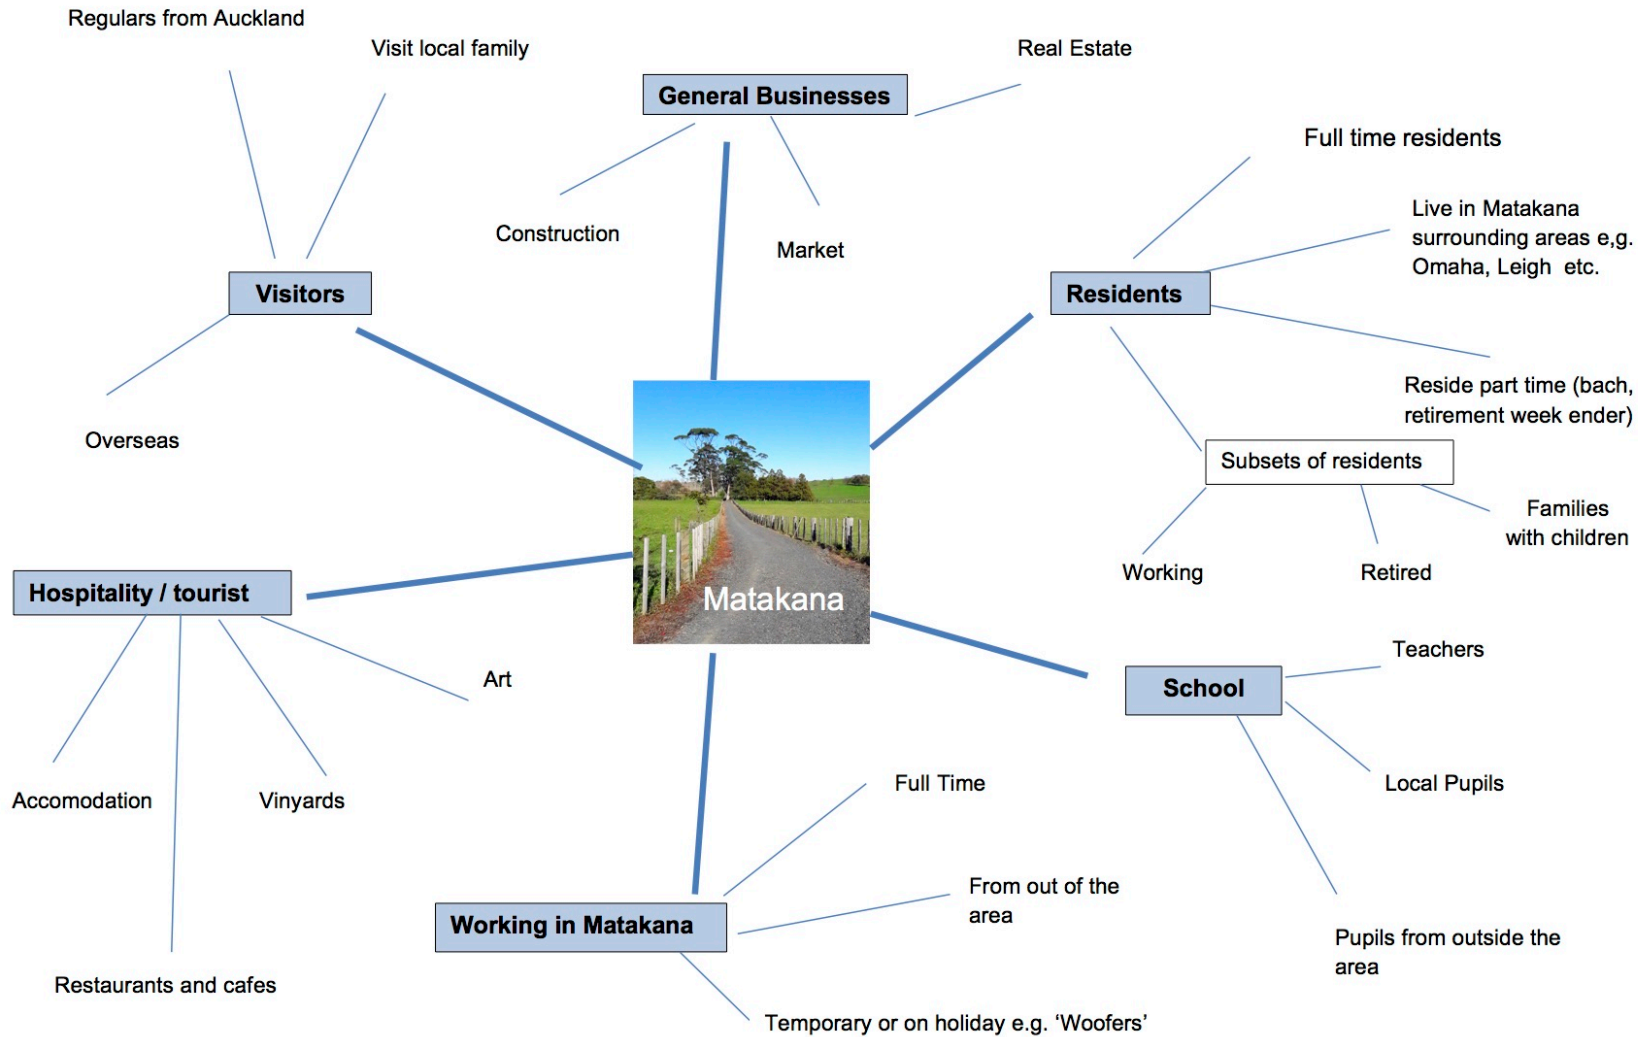 Regulars from Auckland
Visit local family
Visitors
Overseas
General Businesses
Real Estate
Construction
Market
Full time residents
Live in Matakana
surrounding areas e,g.
Omaha, Leigh  etc.
Residents
Reside part time (bach,
retirement week ender)
Subsets of residents
Working
Retired
Families
with children
Matakana
Hospitality / tourist
Art
Accomodation
Vinyards
Restaurants and cafes
School
Teachers
Local Pupils
Pupils from outside the
area
Working in Matakana
Full Time
From out of the
area
Temporary or on holiday e.g. ‘Woofers’